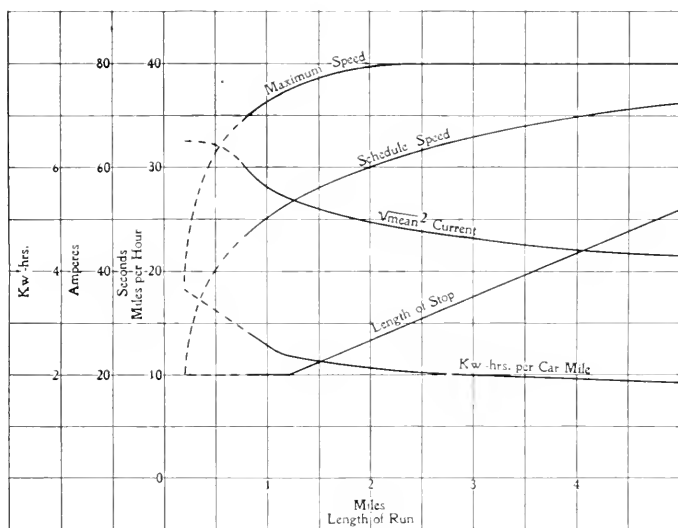 80
40
Maximum Speed
Schedule Speed
6
60
30
√mean² Current
Kw.-hrs.
Amperes
Seconds
Miles per Hour
4
40
20
Length of Stop
Kw.-hrs. per Car Mile
2
20
10
0
0
0
1
2
3
4
Miles
Length of Run